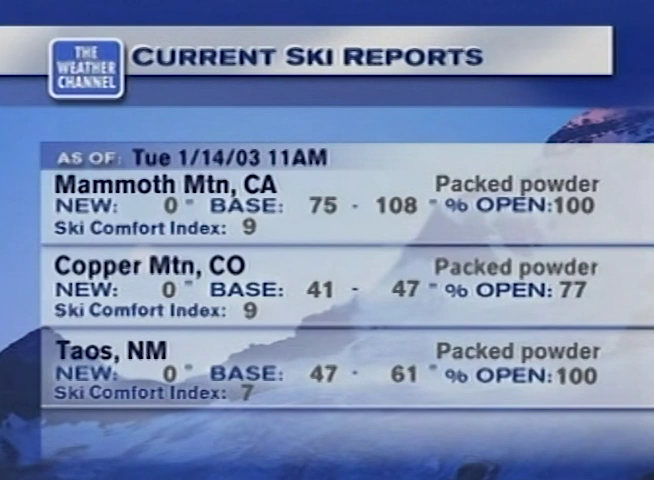 THE
WEATHER
CHANNEL
CURRENT SKI REPORTS
AS OF: Tue 1/14/03 11AM
Mammoth Mtn, CA Packed powder
NEW: 0 " BASE: 75 - 108 " % OPEN:100
Ski Comfort Index: 9
Copper Mtn, CO Packed powder
NEW: 0 " BASE: 41 - 47 " % OPEN: 77
Ski Comfort Index: 9
Taos, NM Packed powder
NEW: 0 " BASE: 47 - 61 " % OPEN:100
Ski Comfort Index: 7